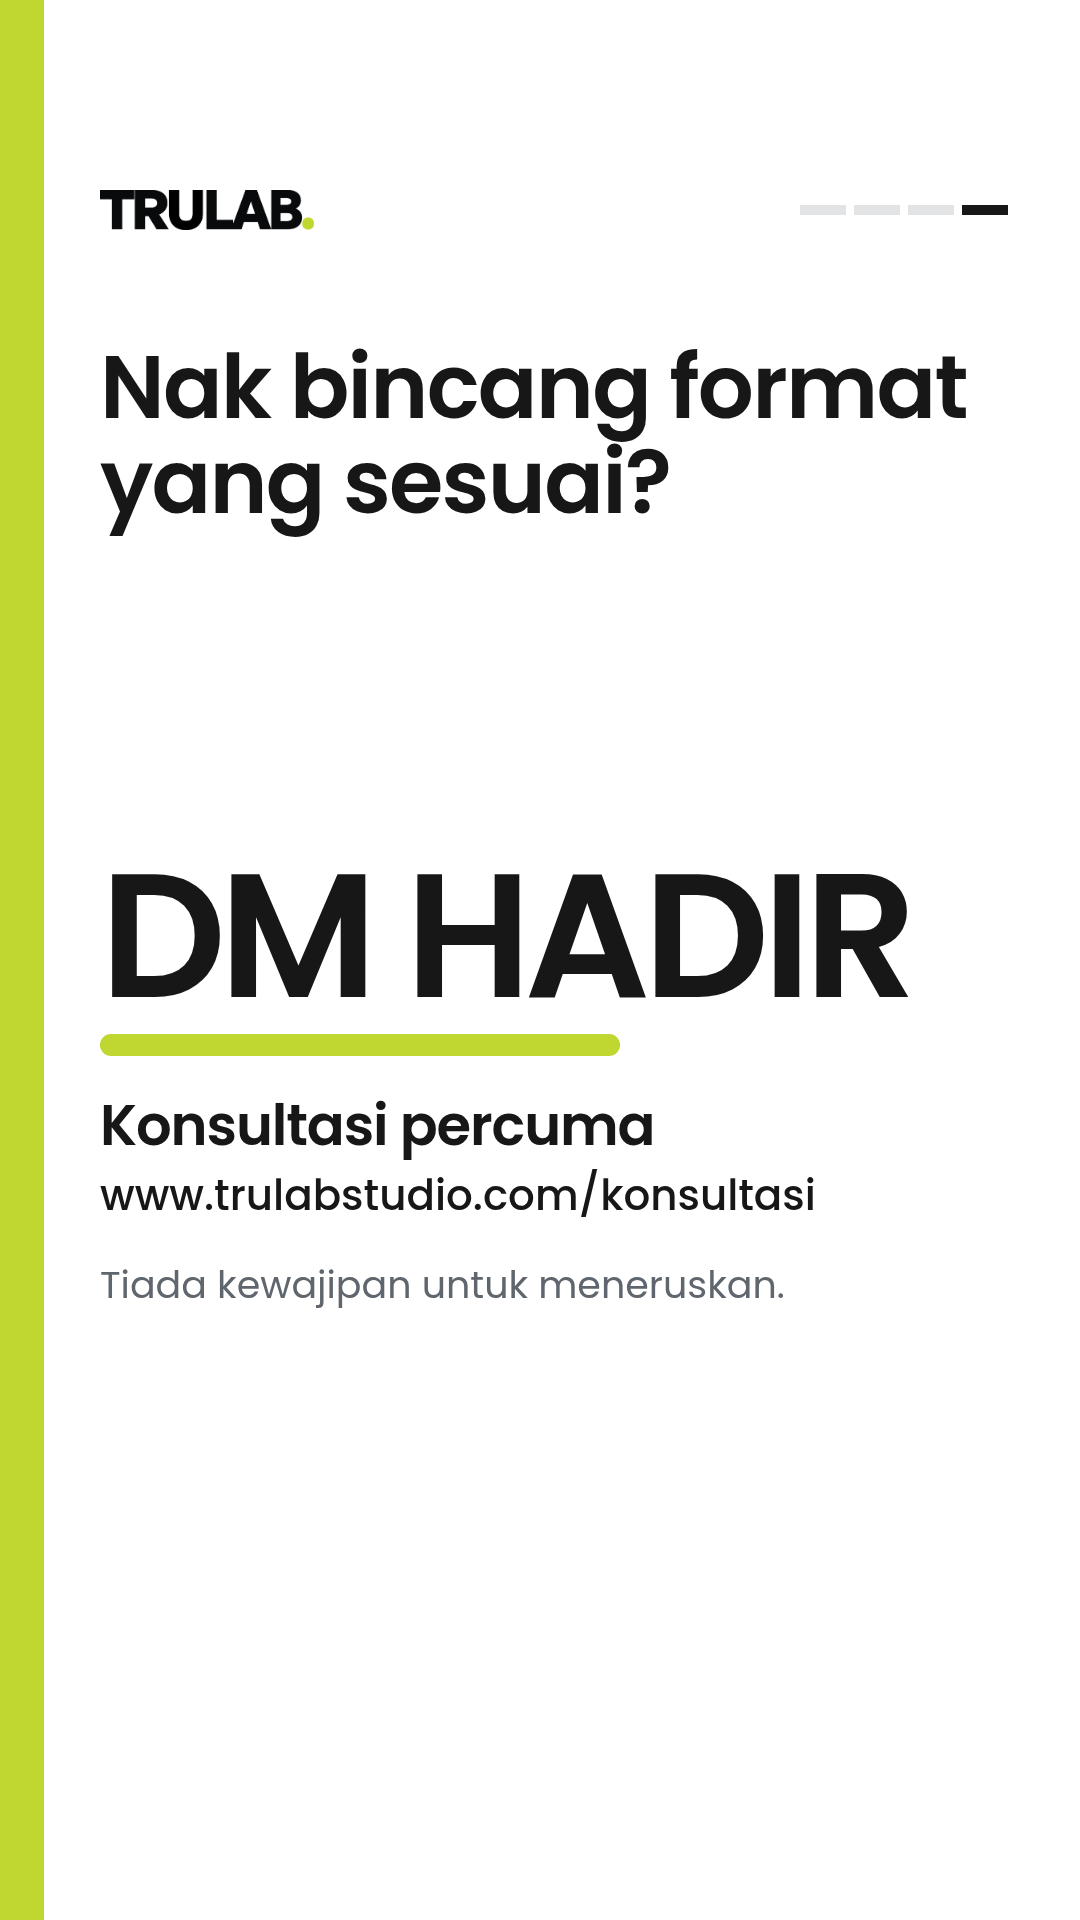 TRULAB.
Nak bincang format
yang sesuai?
DM HADIR
Konsultasi percuma
www.trulabstudio.com/konsultasi
Tiada kewajipan untuk meneruskan.